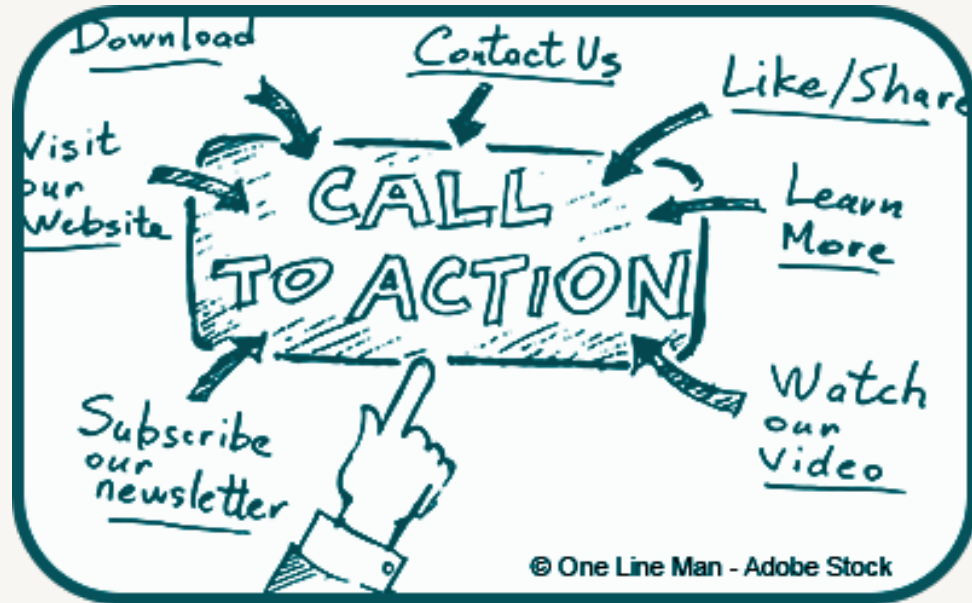 Download
Contact Us
Like/Share
Visit
our
Website
CALL
TO ACTION
Learn
More
Subscribe
our
newsletter
Watch
our
Video
© One Line Man - Adobe Stock